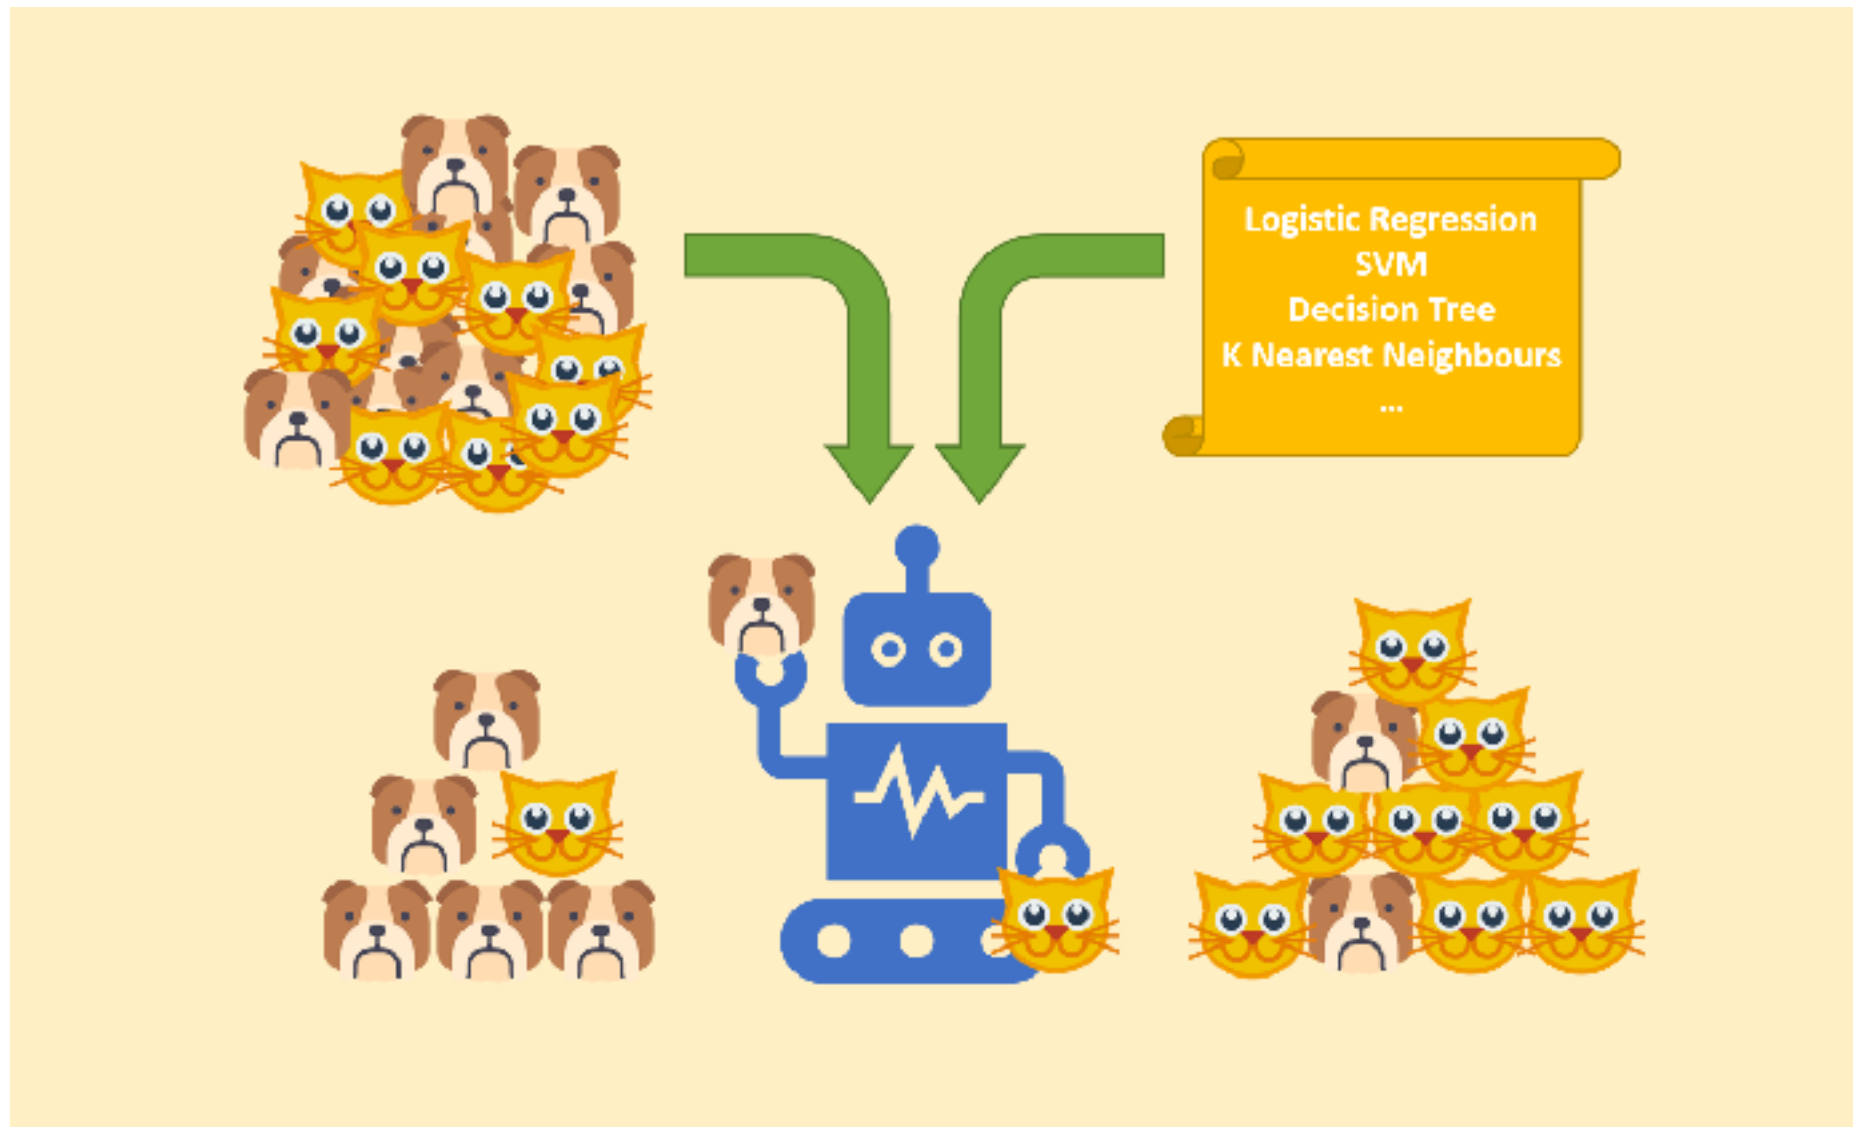 Logistic Regression
SVM
Decision Tree
K Nearest Neighbours
...